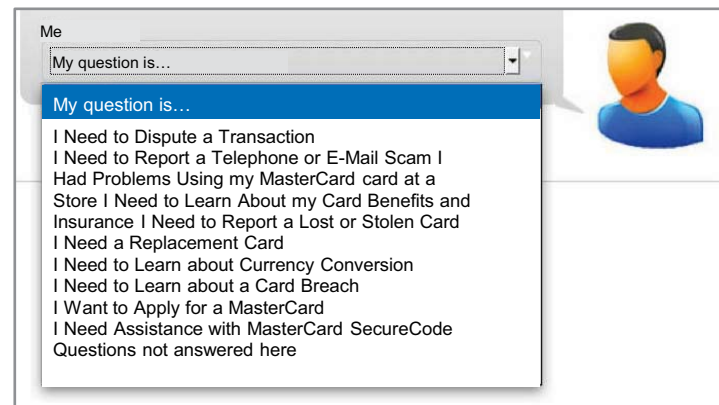 Me
My question is…
My question is…
I Need to Dispute a Transaction
I Need to Report a Telephone or E-Mail Scam I
Had Problems Using my MasterCard card at a
Store I Need to Learn About my Card Benefits and
Insurance I Need to Report a Lost or Stolen Card
I Need a Replacement Card
I Need to Learn about Currency Conversion
I Need to Learn about a Card Breach
I Want to Apply for a MasterCard
I Need Assistance with MasterCard SecureCode
Questions not answered here